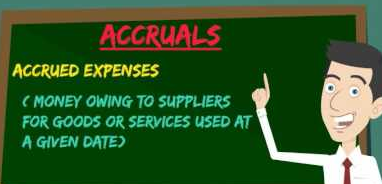 ACCRUALS
ACCRUED EXPENSES
( MONEY OWING TO SUPPLIERS
FOR GOODS OR SERVICES USED AT
A GIVEN DATE)